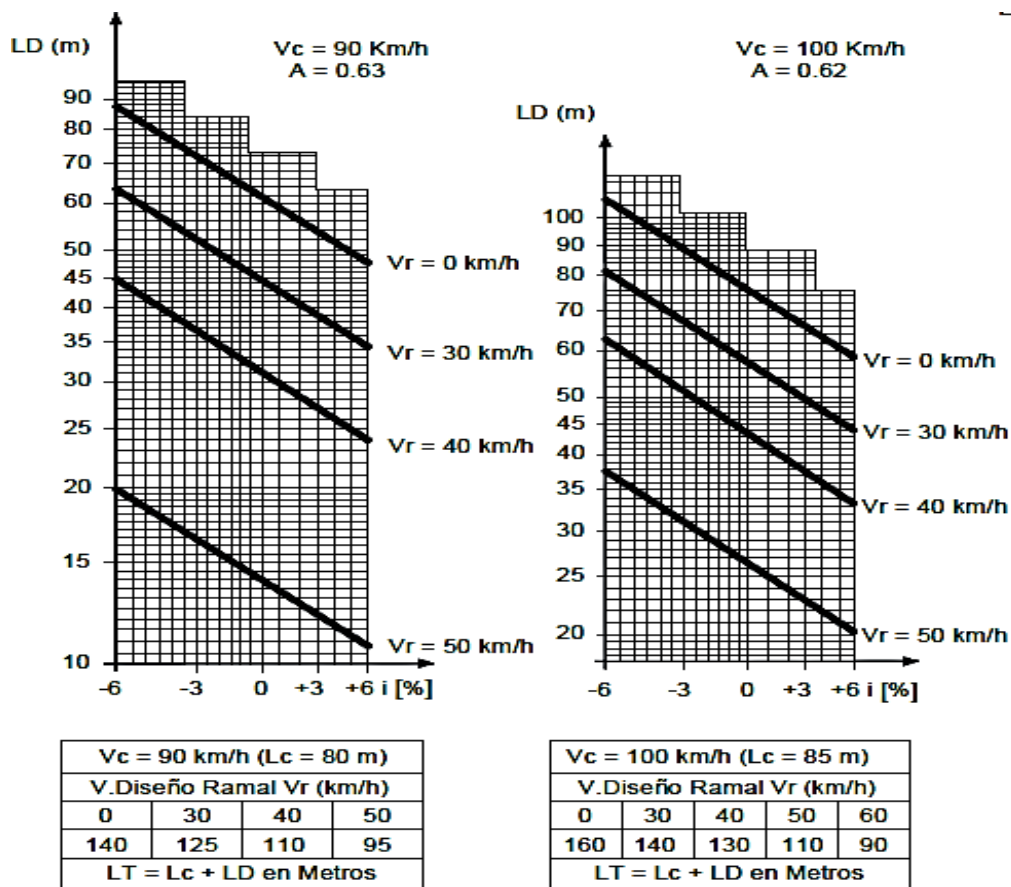 LD (m)
Vc = 90 Km/h
A = 0.63
90
80
70
60
50
45
40
35
30
25
20
15
10
Vr = 0 km/h
Vr = 30 km/h
Vr = 40 km/h
Vr = 50 km/h
-6 -3 0 +3 +6 i [%]
Vc = 100 Km/h
A = 0.62
LD (m)
100
90
80
70
60
50
45
40
35
30
25
20
Vr = 0 km/h
Vr = 30 km/h
Vr = 40 km/h
Vr = 50 km/h
-6 -3 0 +3 +6 i [%]
Vc = 90 km/h (Lc = 80 m)
V.Diseño Ramal Vr (km/h)
0 30 40 50
140 125 110 95
LT = Lc + LD en Metros
Vc = 100 km/h (Lc = 85 m)
V.Diseño Ramal Vr (km/h)
0 30 40 50 60
160 140 130 110 90
LT = Lc + LD en Metros